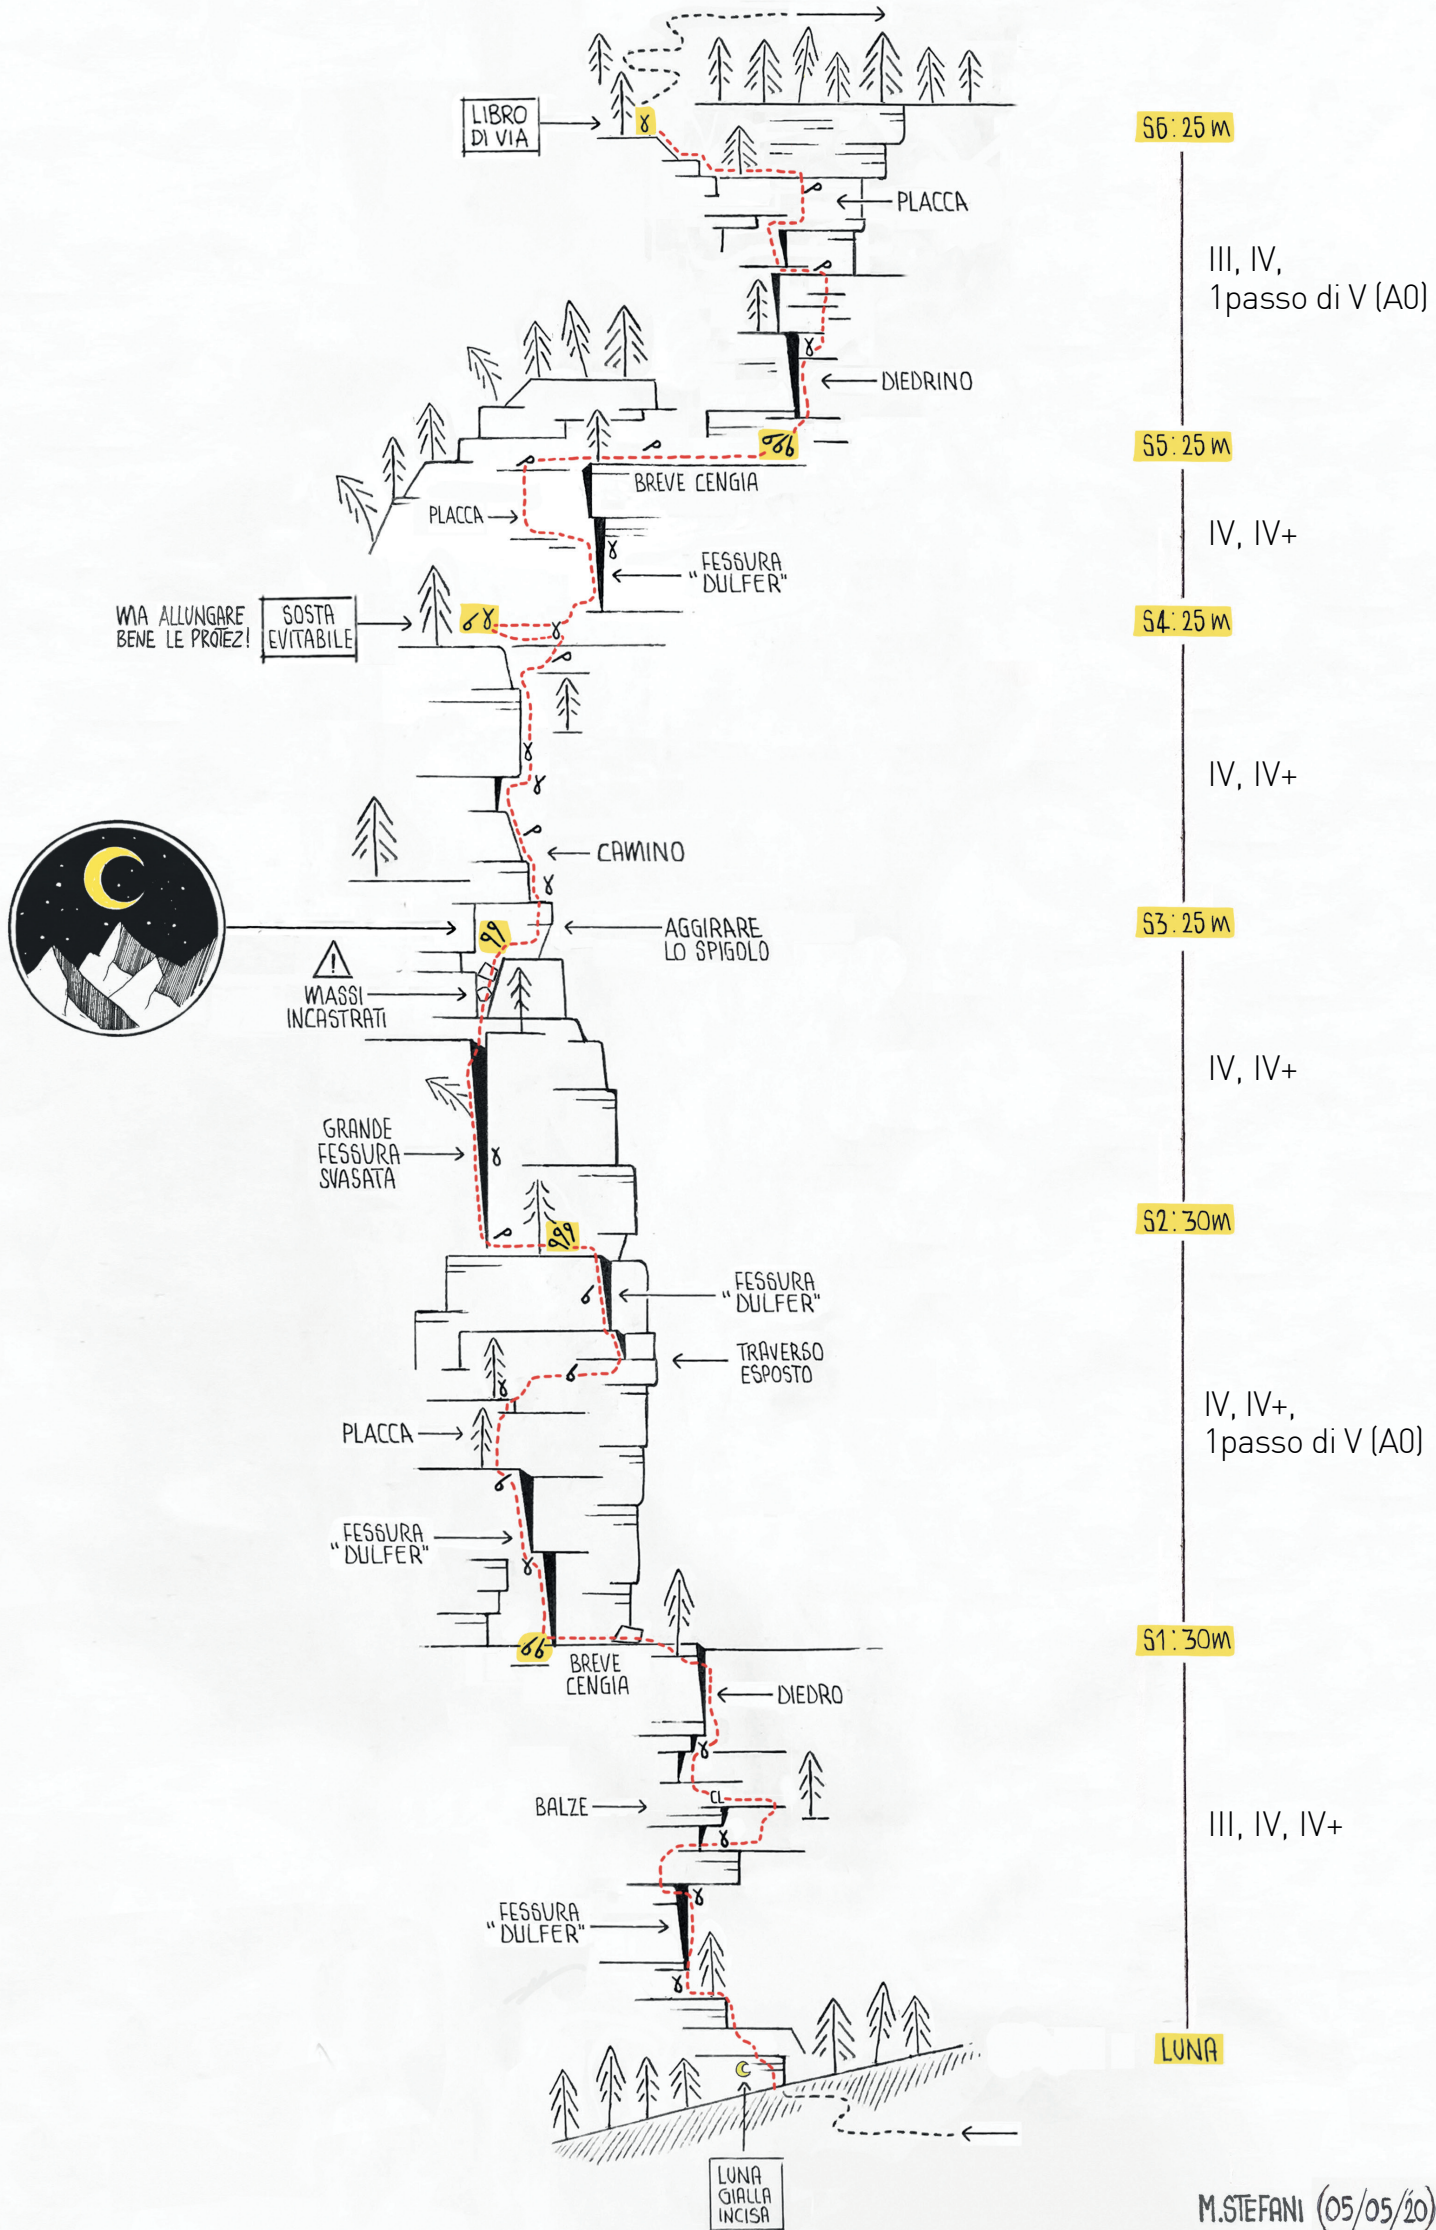 LIBRO
DI VIA
S6: 25 m
PLACCA
III, IV,
1passo di V (A0)
DIEDRINO
S5: 25 m
BREVE CENGIA
PLACCA
IV, IV+
FESSURA
"DULFER"
MA ALLUNGARE
BENE LE PROTEZ!
SOSTA
EVITABILE
S4: 25 m
IV, IV+
CAMINO
S3: 25 m
AGGIRARE
LO SPIGOLO
!
MASSI
INCASTRATI
IV, IV+
GRANDE
FESSURA
SVASATA
S2: 30m
FESSURA
"DULFER"
TRAVERSO
ESPOSTO
IV, IV+,
1passo di V (A0)
PLACCA
FESSURA
"DULFER"
S1: 30m
BREVE
CENGIA
DIEDRO
CL
BALZE
III, IV, IV+
FESSURA
"DULFER"
LUNA
LUNA
GIALLA
INCISA
M.STEFANI (05/05/20)